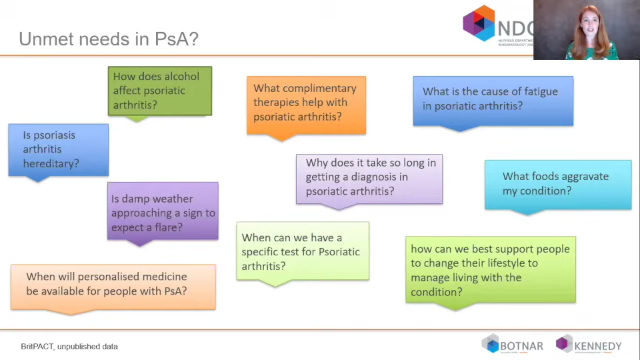 Unmet needs in PsA?
NDO
How does alcohol
affect psoriatic
arthritis?
What complimentary
therapies help with
psoriatic arthritis?
What is the cause of fatigue
in psoriatic arthritis?
Is psoriasis
arthritis
hereditary?
Why does it take so long in
getting a diagnosis in
psoriatic arthritis?
What foods aggravate
my condition?
Is damp weather
approaching a sign to
expect a flare?
When can we have a
specific test for Psoriatic
arthritis?
how can we best support people
to change their lifestyle to
manage living with the
condition?
When will personalised medicine
be available for people with PsA?
BritPACT, unpublished data
BOTNAR
KENNEDY